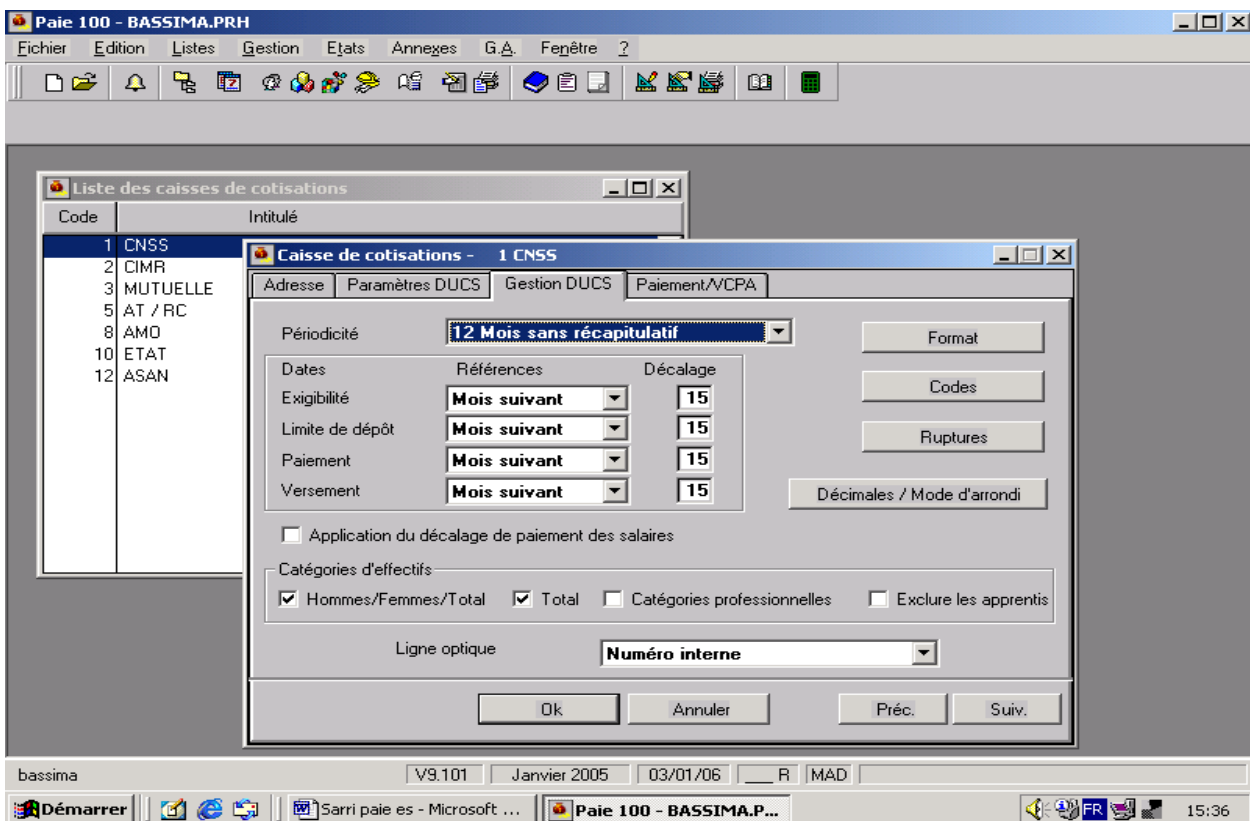 Paie 100 - BASSIMA.PRH
Fichier Edition Listes Gestion Etats Annexes G.A. Fenêtre ?
Liste des caisses de cotisations
Code Intitulé
1 CNSS
2 CIMR
3 MUTUELLE
5 AT / RC
8 AMO
10 ETAT
12 ASAN
Caisse de cotisations - 1 CNSS
Adresse Paramètres DUCS Gestion DUCS Paiement/VCPA
Périodicité 12 Mois sans récapitulatif Format
Dates Références Décalage
Codes
Exigibilité Mois suivant 15
Limite de dépôt Mois suivant 15
Ruptures
Paiement Mois suivant 15
Versement Mois suivant 15
Décimales / Mode d'arrondi
Application du décalage de paiement des salaires
Catégories d'effectifs
Hommes/Femmes/Total Total Catégories professionnelles Exclure les apprentis
Ligne optique Numéro interne
Ok Annuler Préc. Suiv.
bassima V9.101 Janvier 2005 03/01/06 ___ R MAD
Démarrer Sarri paie es - Microsoft ... Paie 100 - BASSIMA.P... FR 15:36